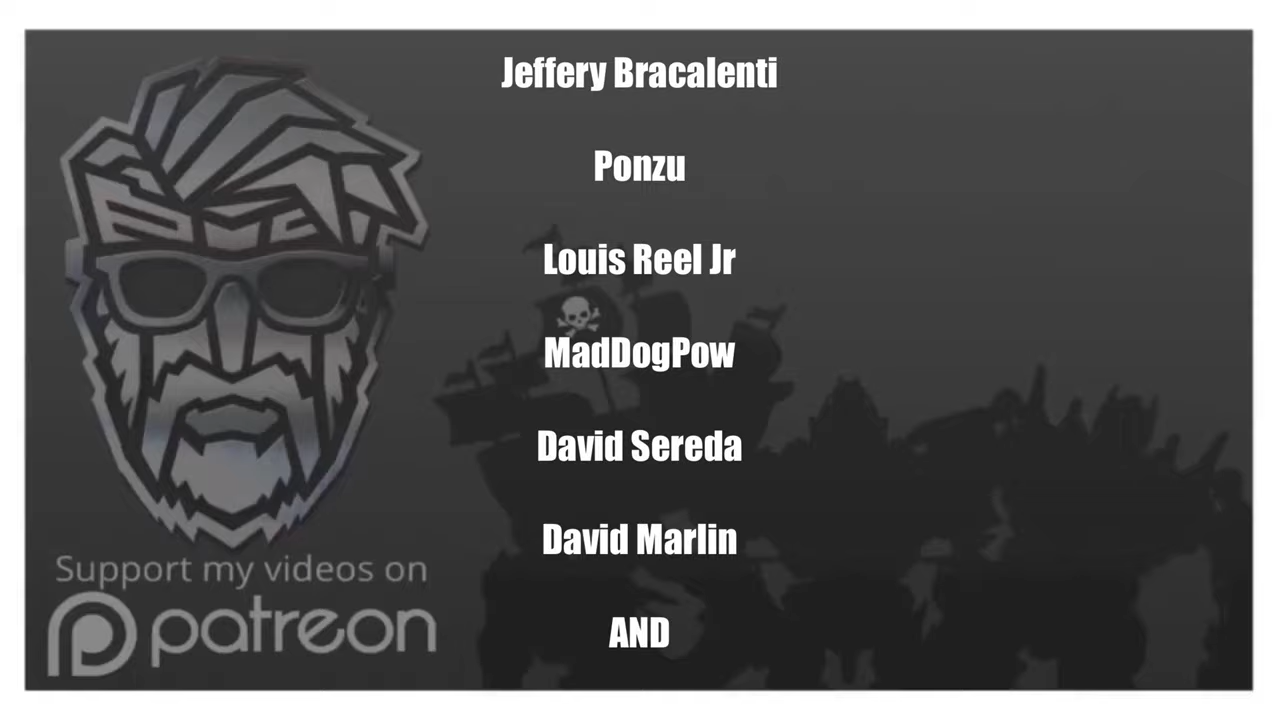 Jeffery Bracalenti
Ponzu
Louis Reel Jr
MadDogPow
David Sereda
David Marlin
AND
Support my videos on
patreon